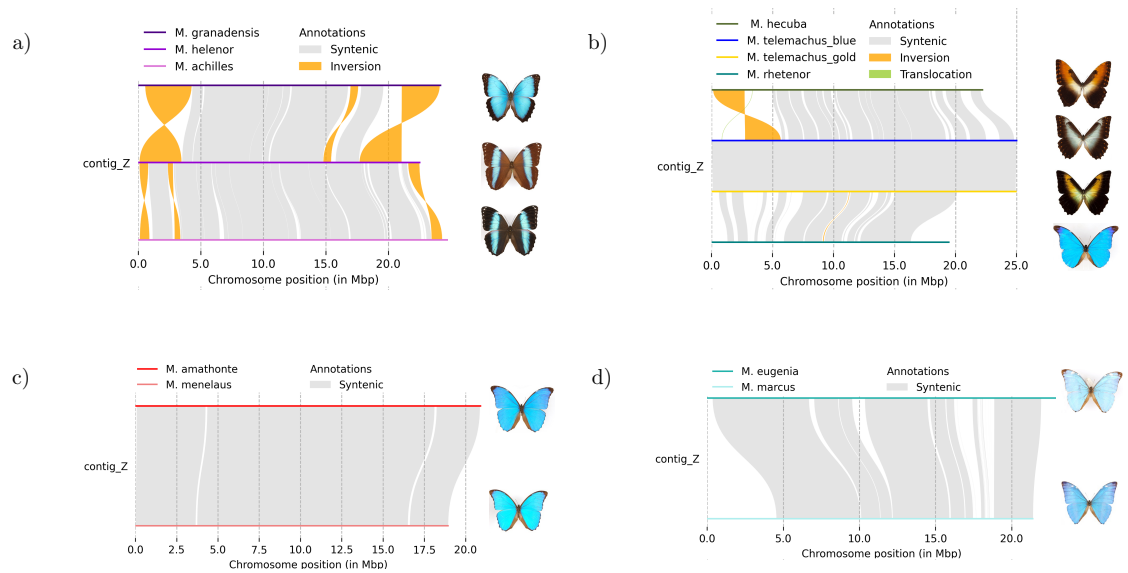 a)
M. granadensis
M. helenor
M. achilles
Annotations
Syntenic
Inversion
contig_Z
0.0 5.0 10.0 15.0 20.0
Chromosome position (in Mbp)
b)
M. hecuba
M. telemachus_blue
M. telemachus_gold
M. rhetenor
Annotations
Syntenic
Inversion
Translocation
contig_Z
0.0 5.0 10.0 15.0 20.0 25.0
Chromosome position (in Mbp)
c)
M. amathonte
M. menelaus
Annotations
Syntenic
contig_Z
0.0 2.5 5.0 7.5 10.0 12.5 15.0 17.5 20.0
Chromosome position (in Mbp)
d)
M. eugenia
M. marcus
Annotations
Syntenic
contig_Z
0.0 5.0 10.0 15.0 20.0
Chromosome position (in Mbp)